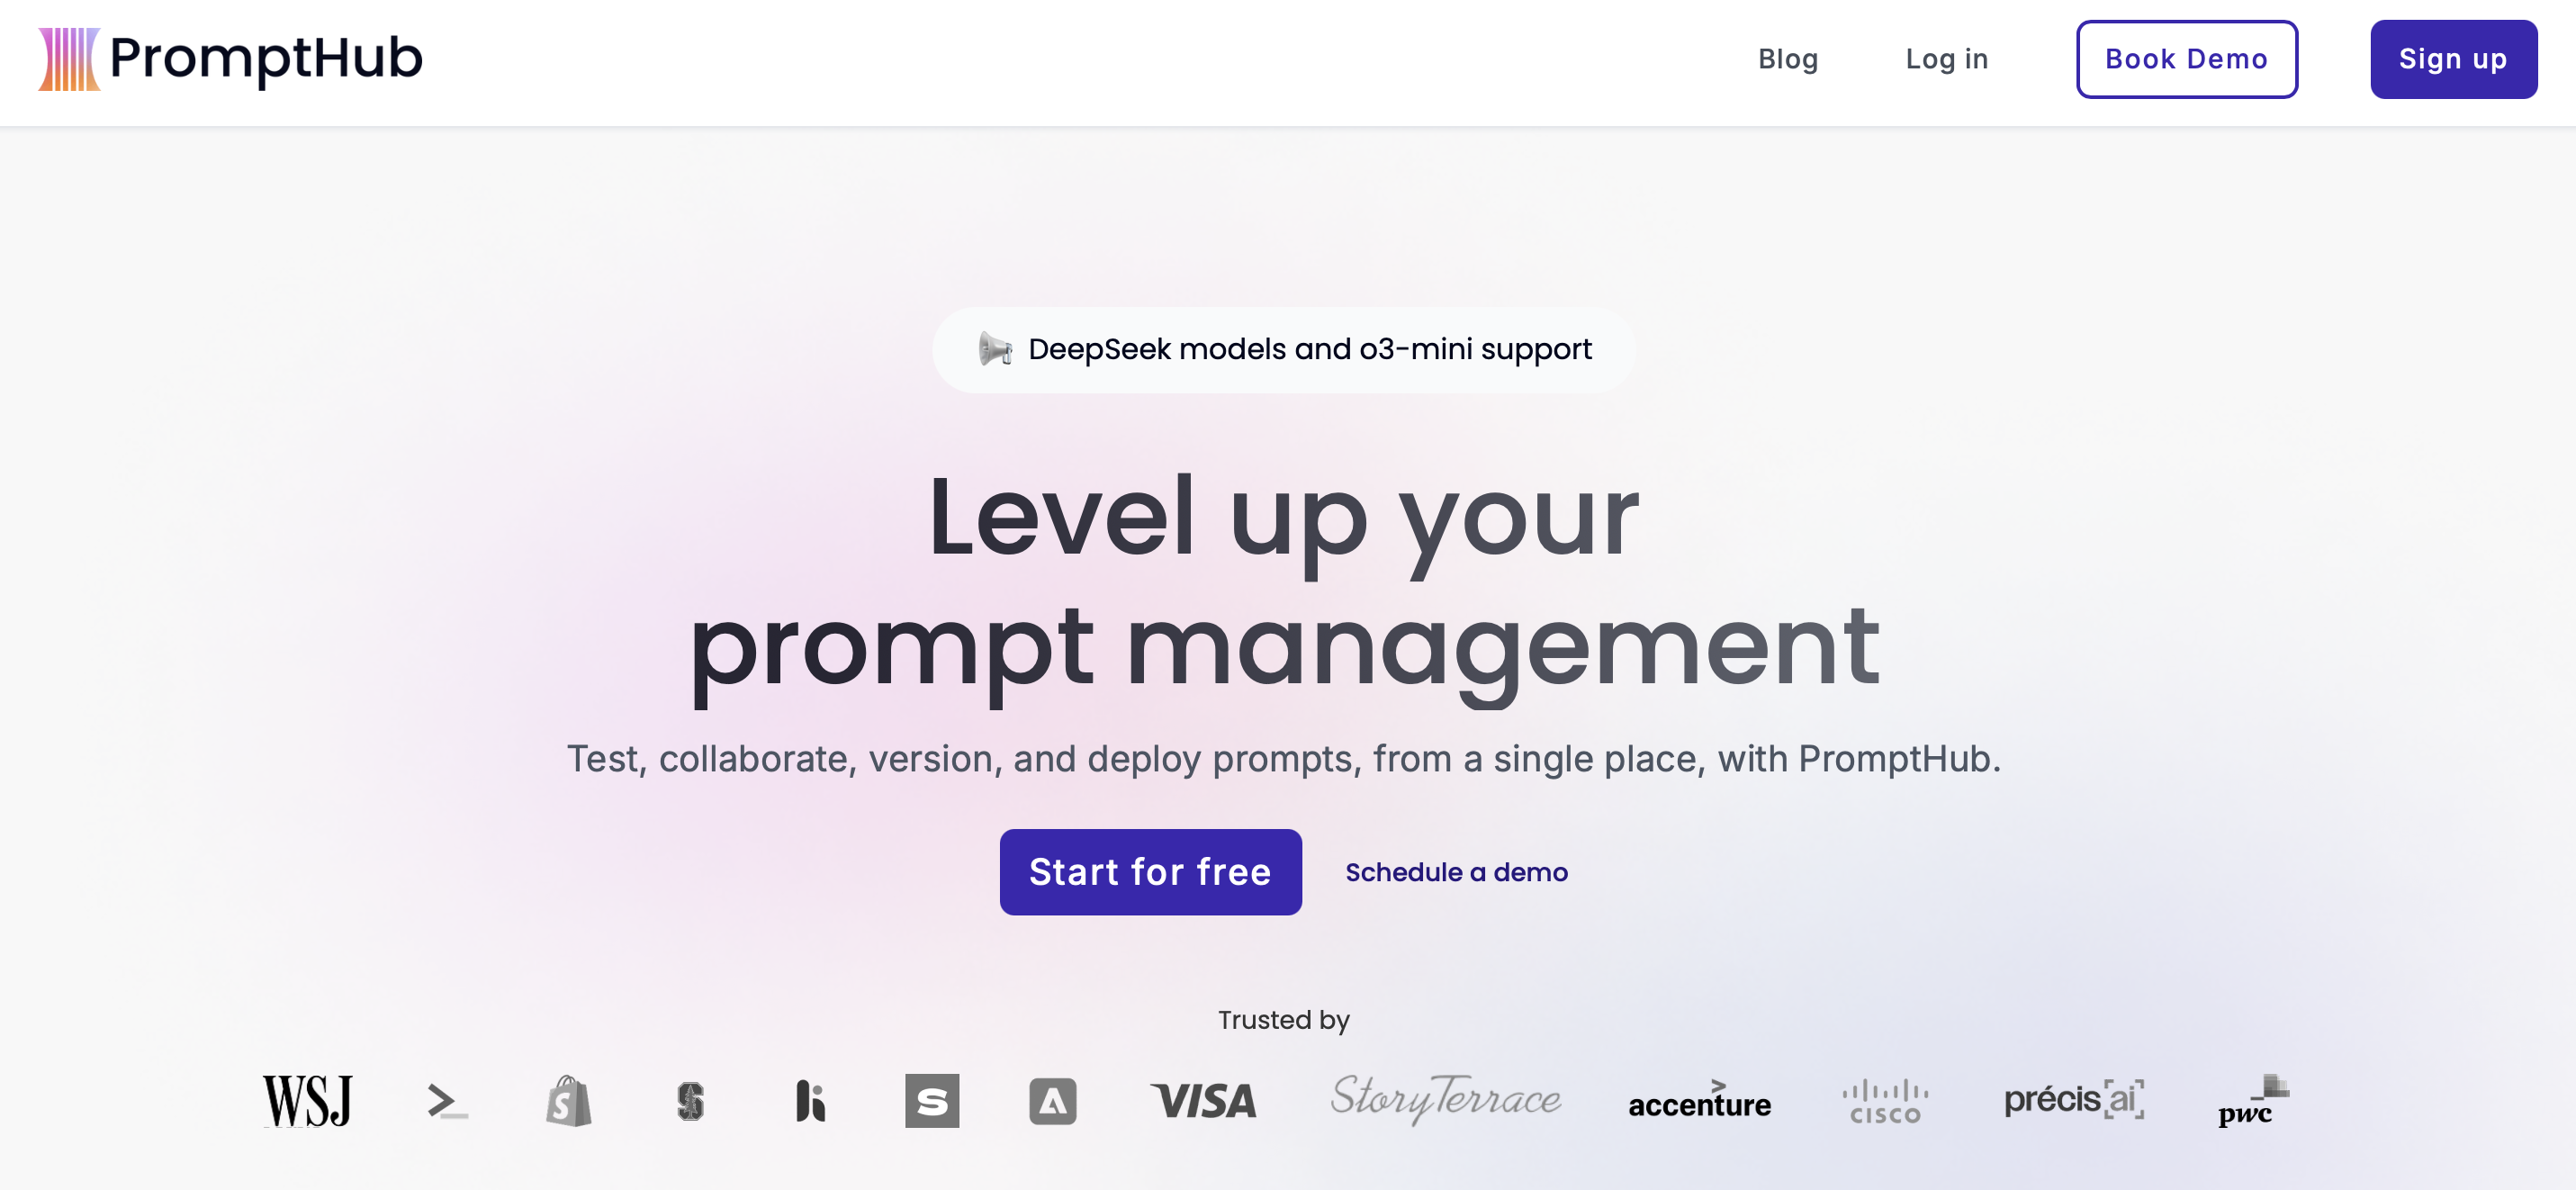 PromptHub
Blog
Log in
Book Demo
Sign up
📢 DeepSeek models and o3-mini support
Level up your
prompt management
Test, collaborate, version, and deploy prompts, from a single place, with PromptHub.
Start for free
Schedule a demo
Trusted by
WSJ
S
S
S
A
VISA
StoryTerrace
accenture
CISCO
précis[ai]
pwc